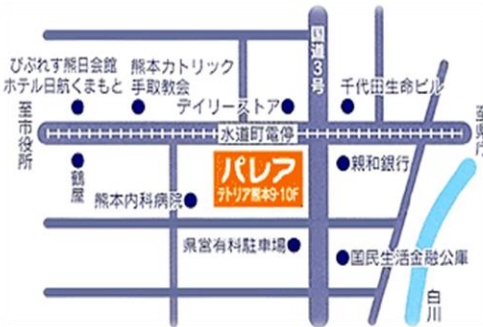 びぷれす熊日会館
ホテル日航くまもと
熊本カトリック
手取教会
国道3号
千代田生命ビル
デイリーストア
至市役所
水道町電停
至県庁
鶴屋
パレア
テトリア熊本9-10F
親和銀行
熊本内科病院
県営有料駐車場
国民生活金融公庫
白川